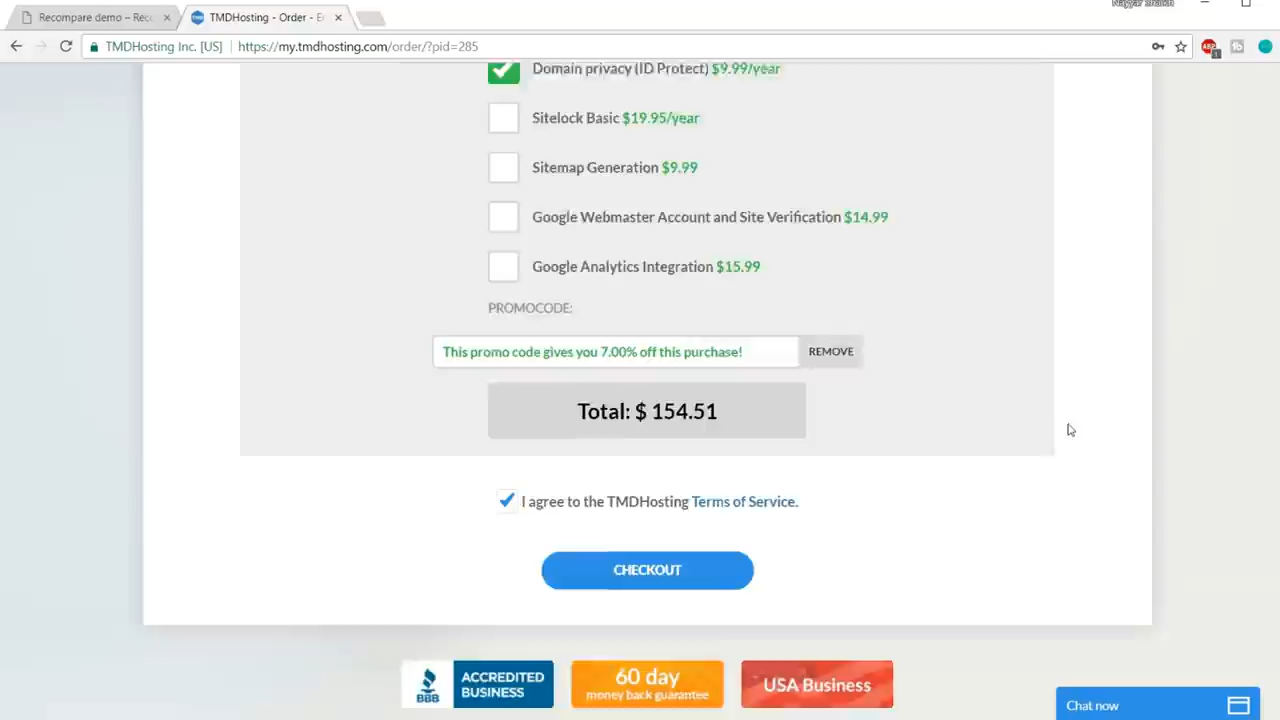 Recompare demo – Reco
TMDHosting - Order - E
TMDHosting Inc. [US]
https://my.tmdhosting.com/order/?pid=285
Domain privacy (ID Protect) $9.99/year
Sitelock Basic $19.95/year
Sitemap Generation $9.99
Google Webmaster Account and Site Verification $14.99
Google Analytics Integration $15.99
PROMOCODE:
This promo code gives you 7.00% off this purchase!
REMOVE
Total: $ 154.51
I agree to the TMDHosting Terms of Service.
CHECKOUT
BBB
ACCREDITED
BUSINESS
60 day
money back guarantee
USA Business
Chat now